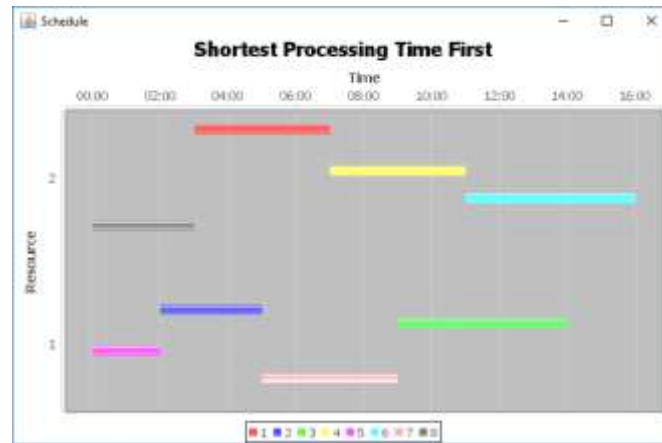 Schedule
Shortest Processing Time First
Time
00:00 02:00 04:00 06:00 08:00 10:00 12:00 14:00 16:00
2
Resource
1 2 3 4 5 6 7 8